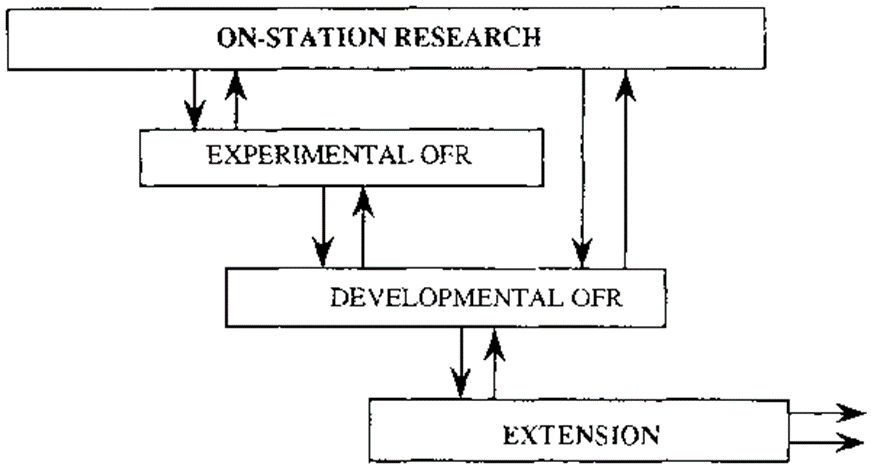 ON-STATION RESEARCH
EXPERIMENTAL OFR
DEVELOPMENTAL OFR
EXTENSION